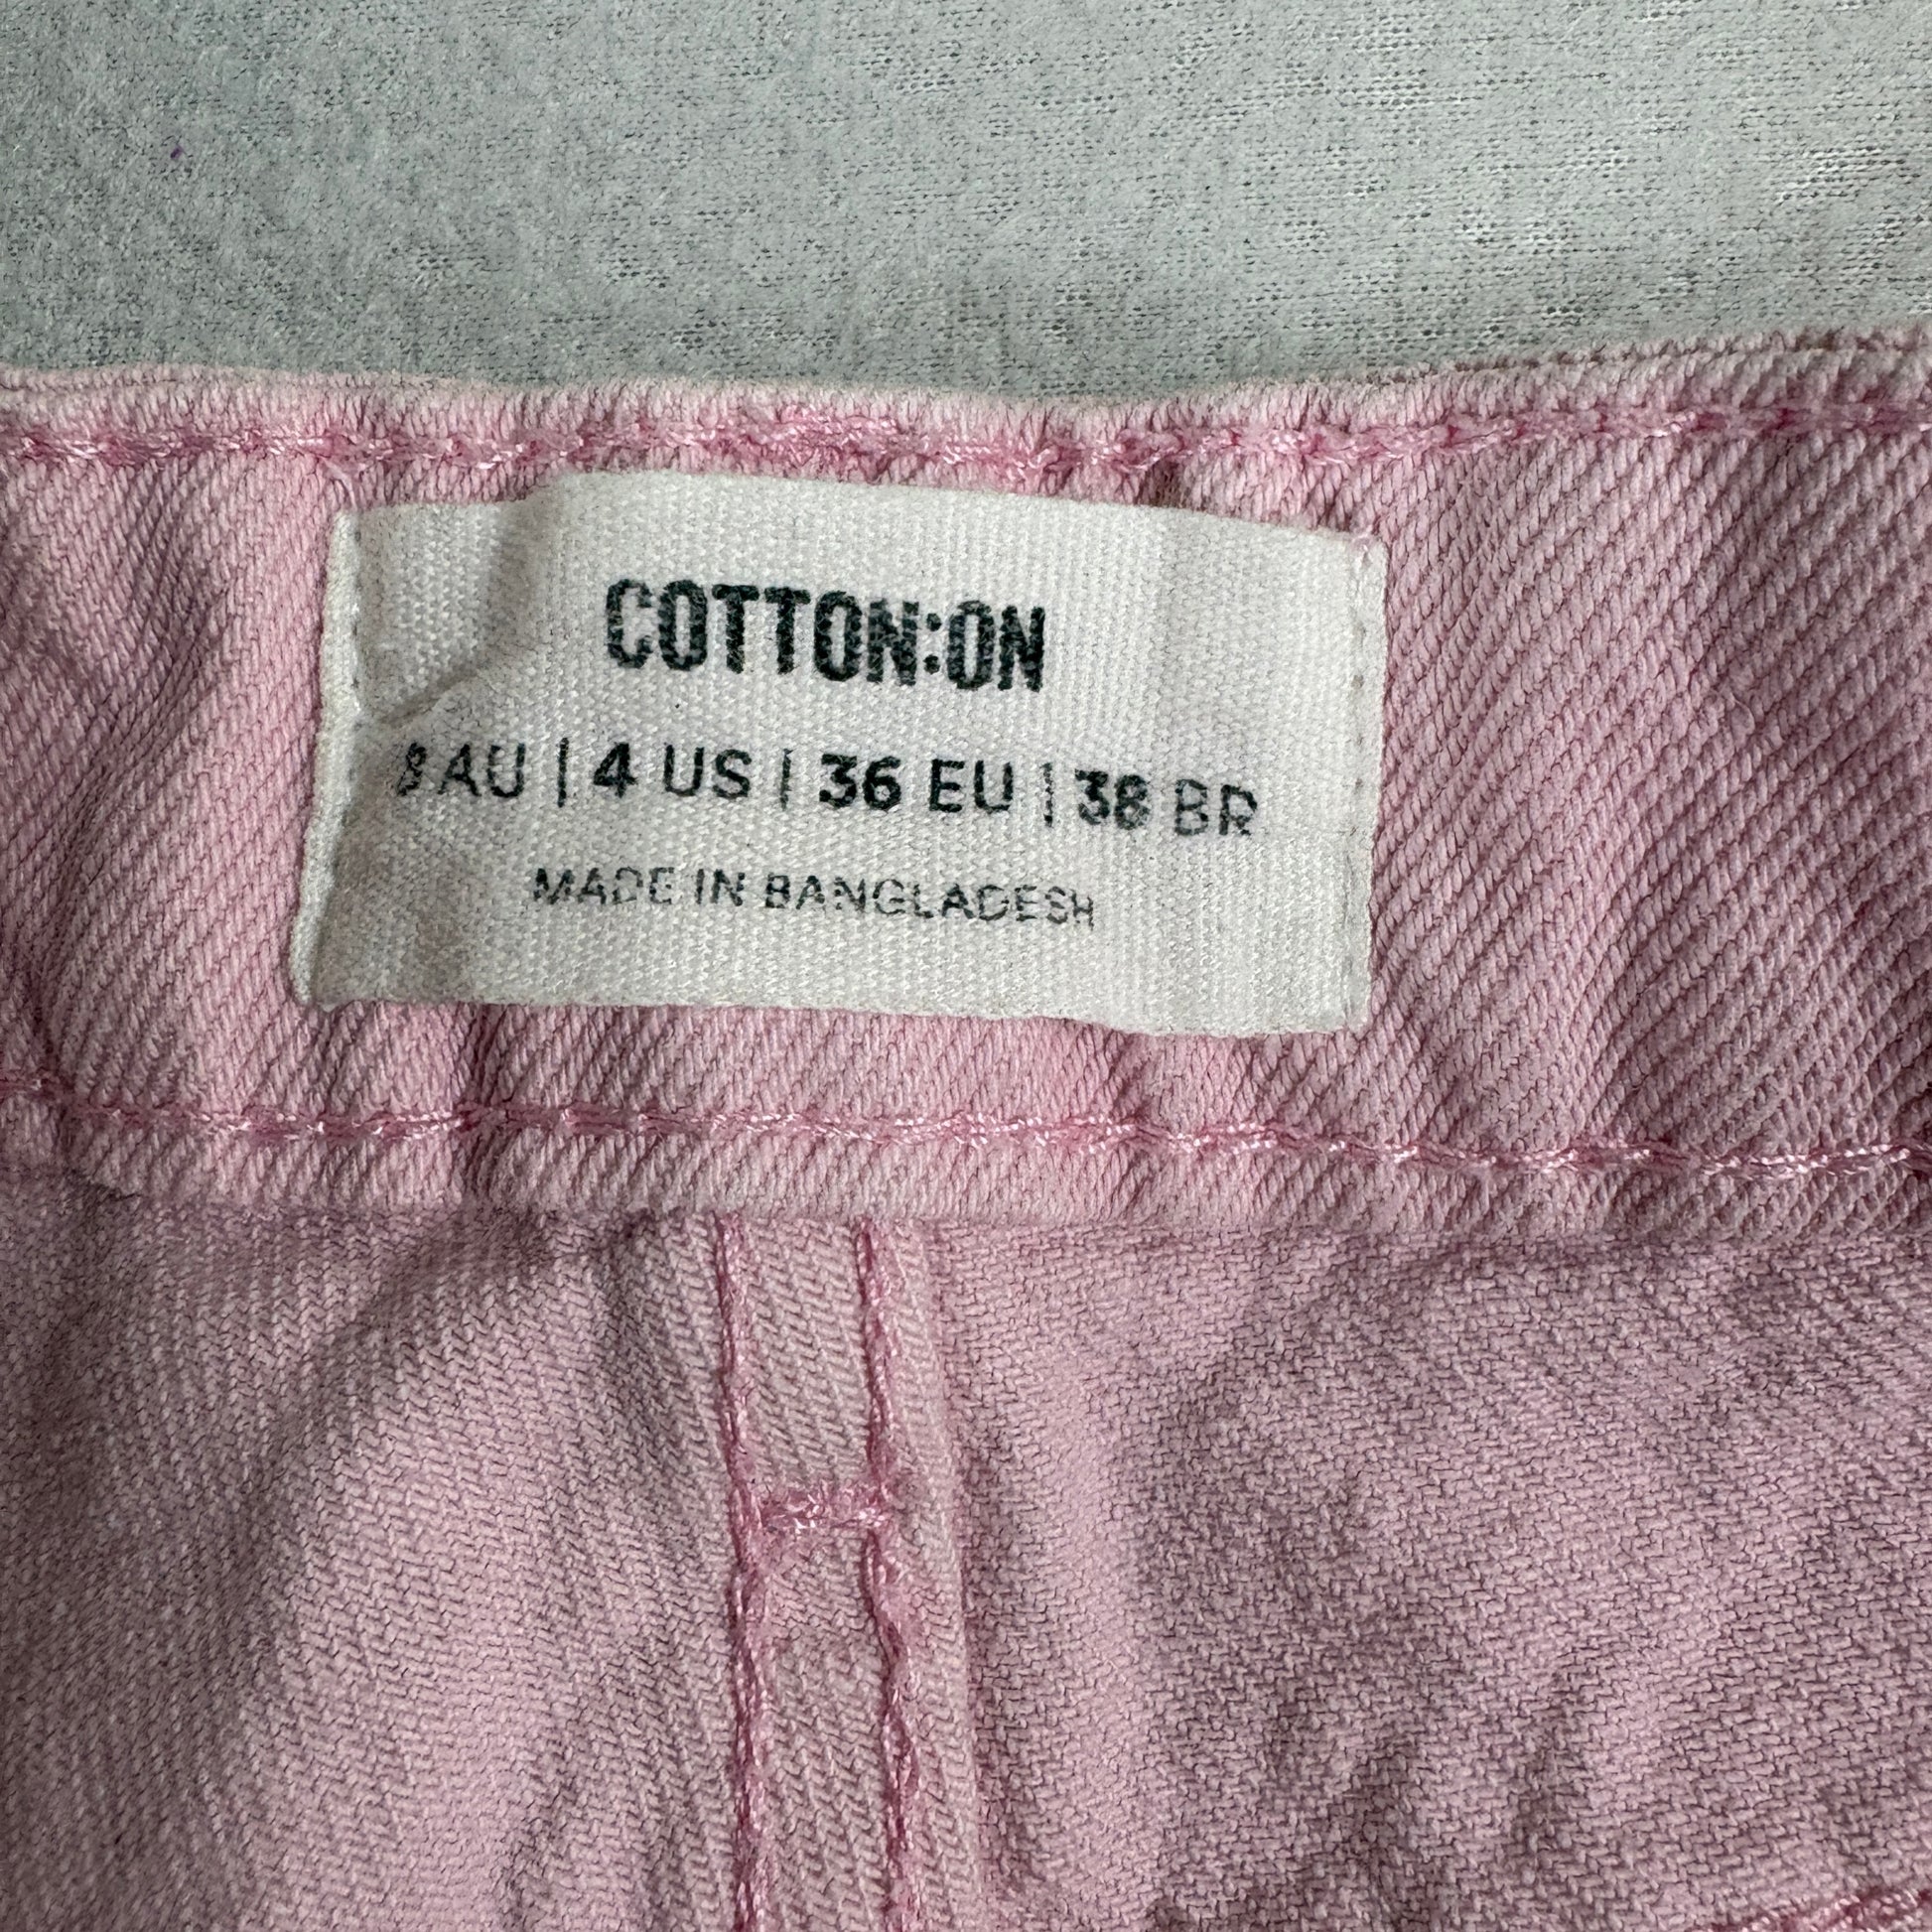 COTTON:ON
8 AU | 4 US | 36 EU | 38 BR
MADE IN BANGLADESH